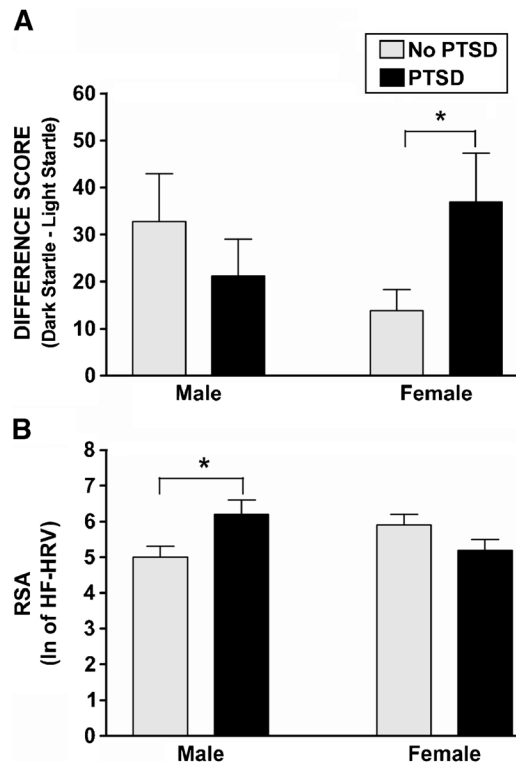 A
No PTSD
PTSD
DIFFERENCE SCORE
(Dark Startle - Light Startle)
60
50
40
30
20
10
0
*
Male
Female
B
RSA
(ln of HF-HRV)
8
7
6
5
4
3
2
1
0
*
Male
Female